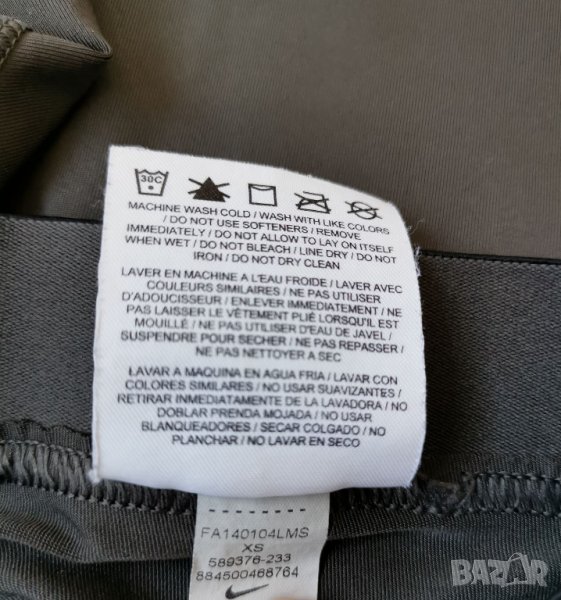 30C
MACHINE WASH COLD / WASH WITH LIKE COLORS
/ DO NOT USE SOFTENERS / REMOVE
IMMEDIATELY / DO NOT ALLOW TO LAY ON ITSELF
WHEN WET / DO NOT BLEACH / LINE DRY / DO NOT
IRON / DO NOT DRY CLEAN
LAVER EN MACHINE A L'EAU FROIDE / LAVER AVEC
COULEURS SIMILAIRES / NE PAS UTILISER
D'ADOUCISSEUR / ENLEVER IMMEDIATEMENT / NE
PAS LAISSER LE VÊTEMENT PLIÉ LORSQU'IL EST
MOUILLÉ / NE PAS UTILISER D'EAU DE JAVEL /
SUSPENDRE POUR SECHER / NE PAS REPASSER /
NE PAS NETTOYER A SEC
LAVAR A MAQUINA EN AGUA FRIA / LAVAR CON
COLORES SIMILARES / NO USAR SUAVIZANTES /
RETIRAR INMEDIATAMENTE DE LA LAVADORA / NO
DOBLAR PRENDA MOJADA / NO USAR
BLANQUEADORES / SECAR COLGADO / NO
PLANCHAR / NO LAVAR EN SECO
FA140104LMS
XS
589376-233
884500468764
BAZAR
bg